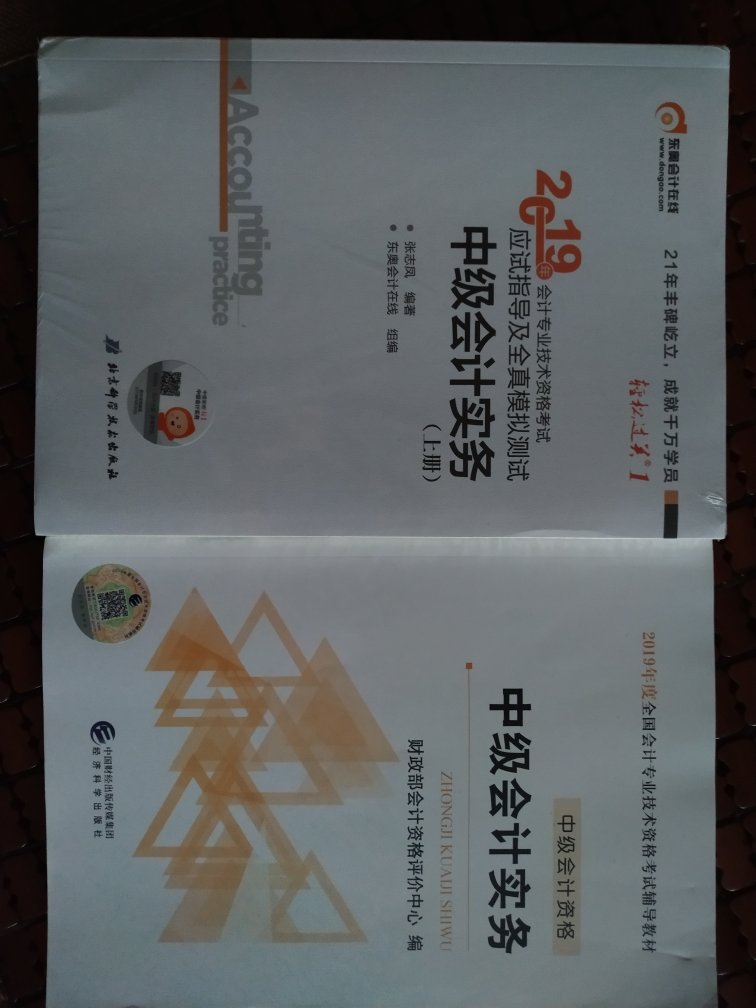 东奥会计在线
www.dongao.com
21年丰碑屹立，成就千万学员
轻松过关®1
2019年
会计专业技术资格考试
应试指导及全真模拟测试
中级会计实务
（上册）
张志凤 编著
东奥会计在线 组编
Accounting
practice
北京科学技术出版社
2019年度全国会计专业技术资格考试辅导教材
中级会计资格
中级会计实务
ZHONGJI KUAIJI SHIWU
财政部会计资格评价中心 编
中国财经出版传媒集团
经济科学出版社